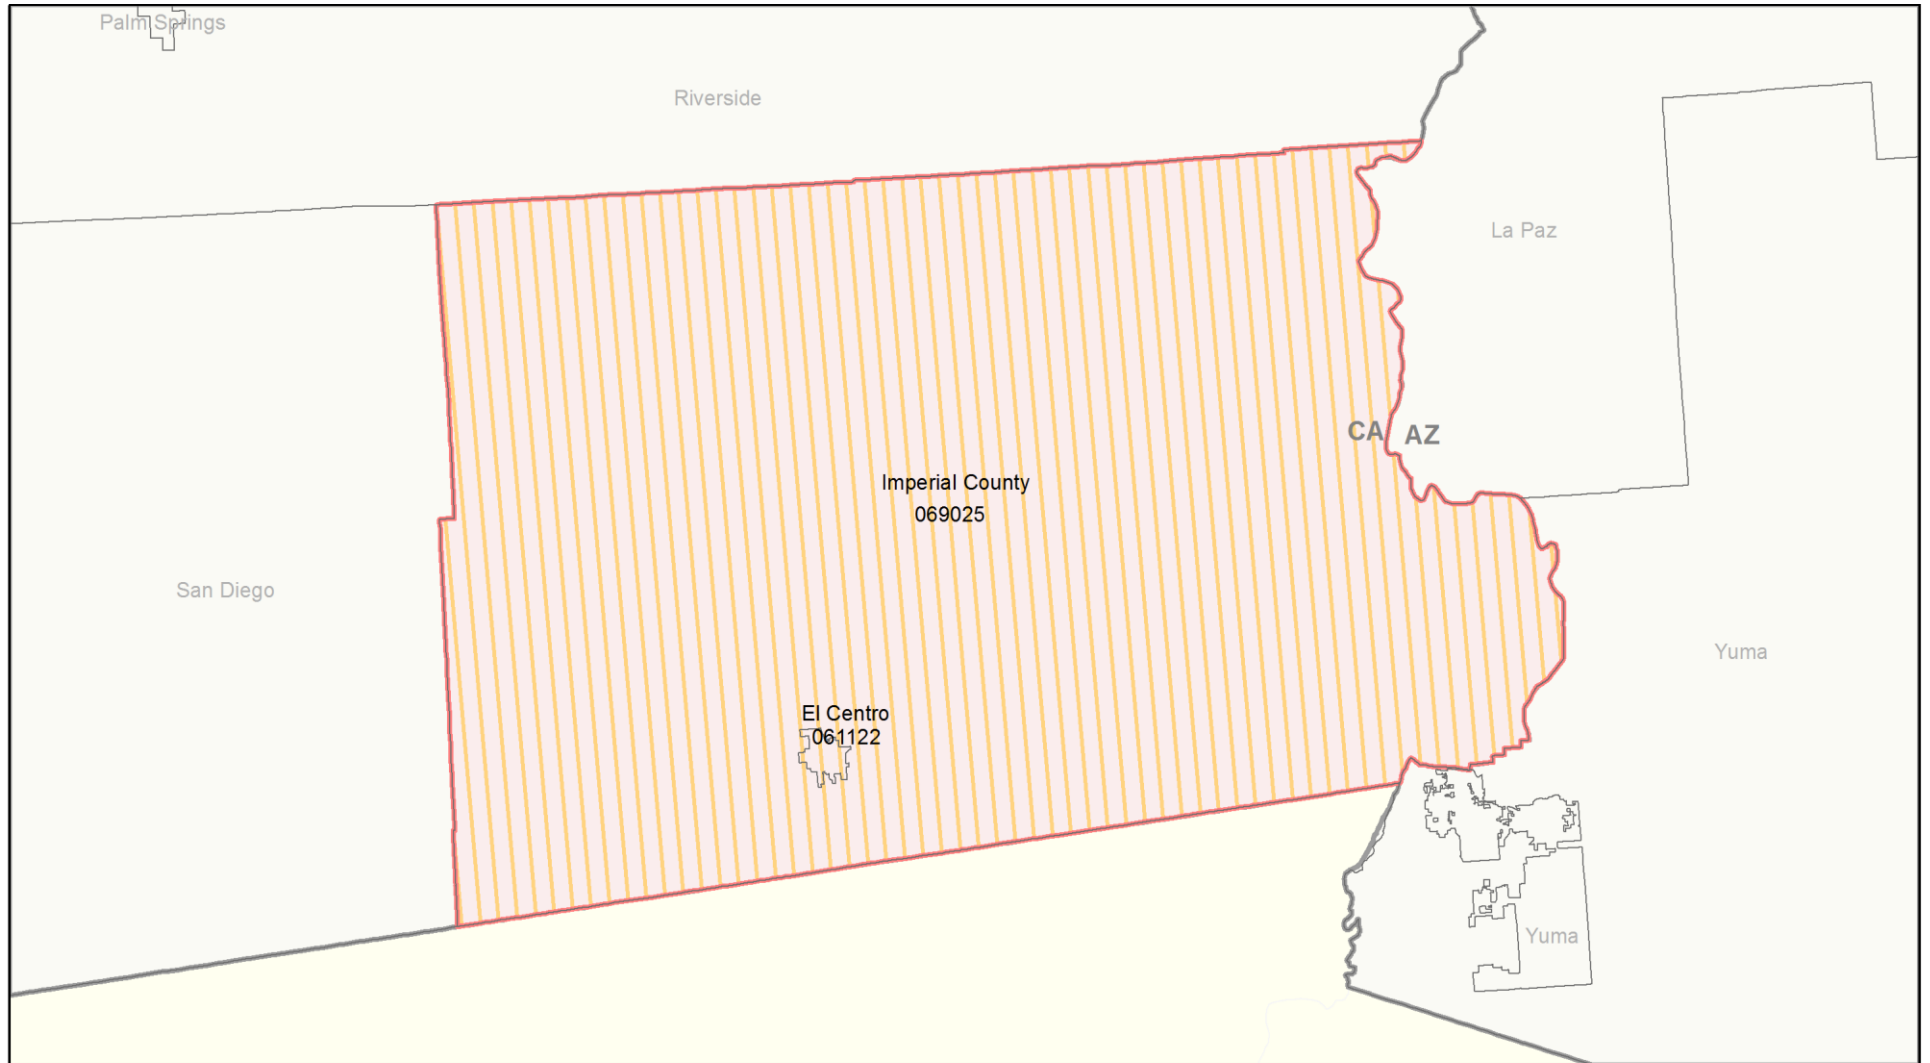 Palm Springs
Riverside
La Paz
CA AZ
Imperial County
069025
San Diego
Yuma
El Centro
061122
Yuma